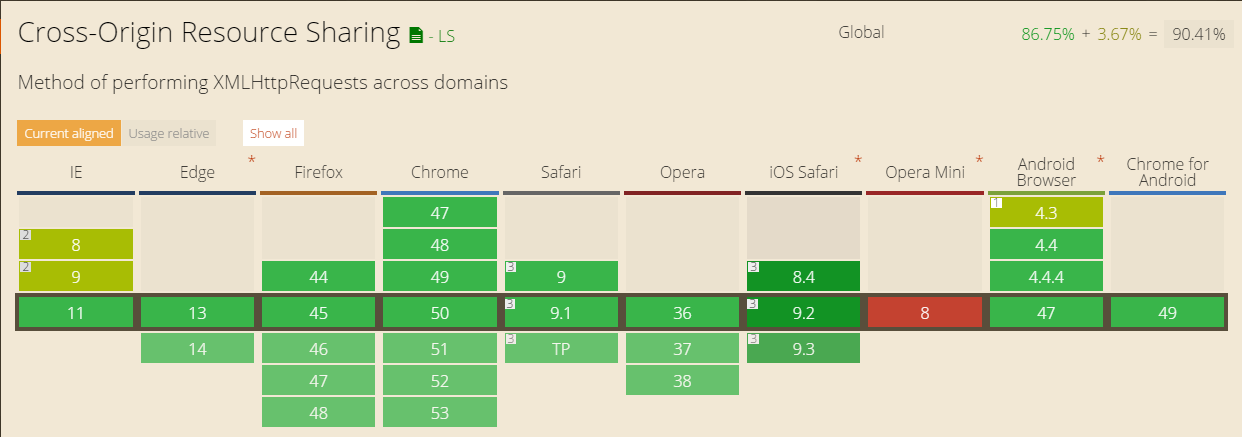 Cross-Origin Resource Sharing - LS
Global
86.75% + 3.67% = 90.41%
Method of performing XMLHttpRequests across domains
Current aligned Usage relative Show all
IE Edge * Firefox Chrome Safari Opera iOS Safari * Opera Mini * Android Browser * Chrome for Android
47 1 4.3
2 8 48 4.4
2 9 44 49 3 9 3 8.4 4.4.4
11 13 45 50 3 9.1 36 3 9.2 8 47 49
14 46 51 3 TP 37 3 9.3
47 52 38
48 53